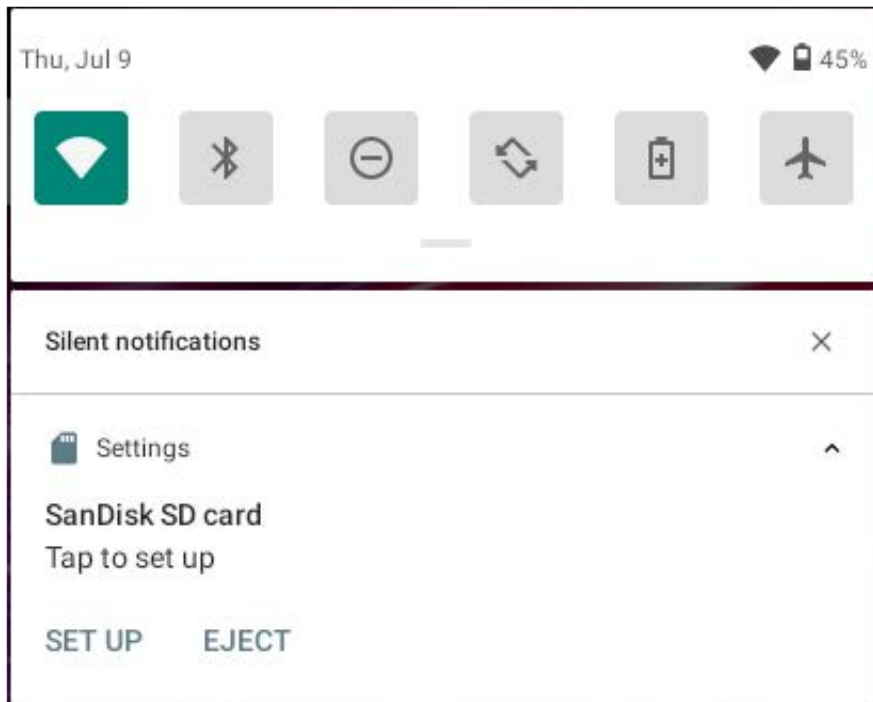 Thu, Jul 9
45%
Silent notifications
Settings
SanDisk SD card
Tap to set up
SET UP EJECT